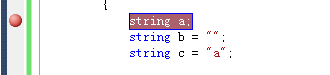 {
string a;
string b = "";
string c = "a";